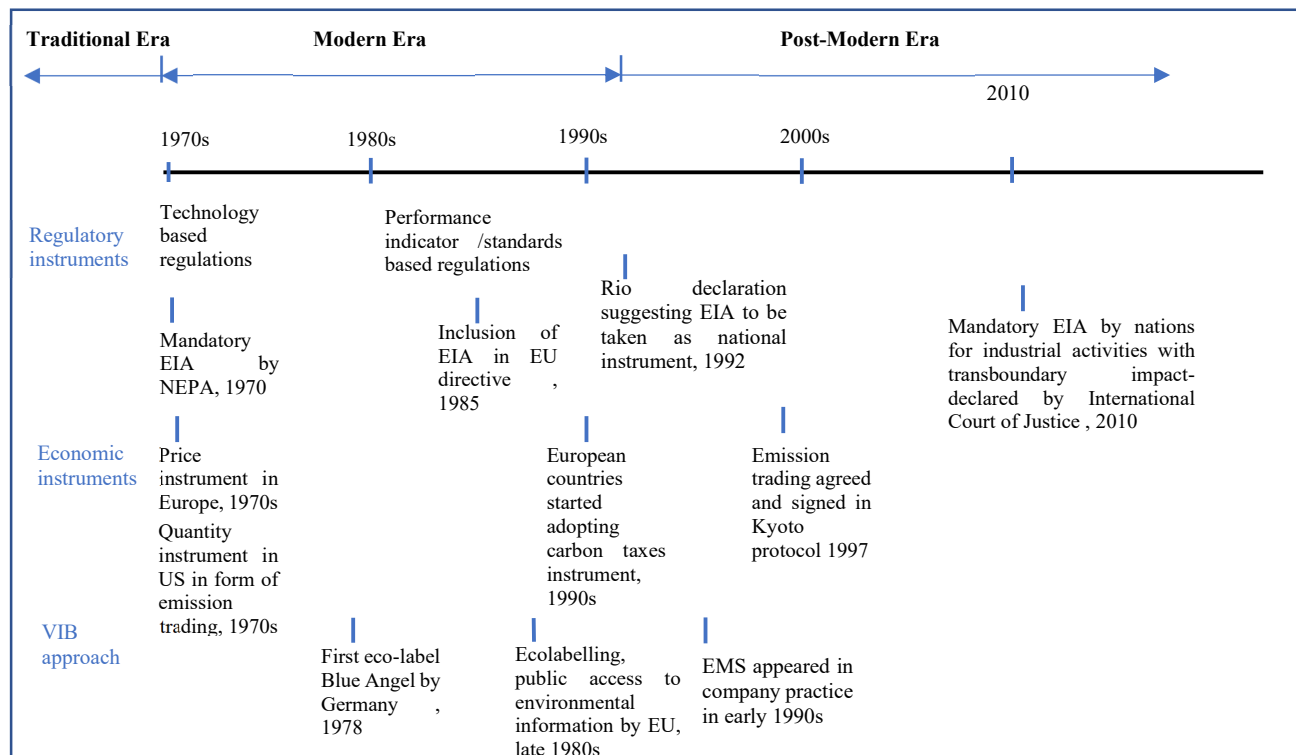 Traditional Era
Modern Era
Post-Modern Era
2010
1970s
1980s
1990s
2000s
Regulatory
instruments
Technology
based
regulations
Performance
indicator /standards
based regulations
Mandatory
EIA by
NEPA, 1970
Inclusion of
EIA in EU
directive ,
1985
Rio declaration
suggesting EIA to be
taken as national
instrument, 1992
Mandatory EIA by nations
for industrial activities with
transboundary impact-
declared by International
Court of Justice , 2010
Economic
instruments
Price
instrument in
Europe, 1970s
Quantity
instrument in
US in form of
emission
trading, 1970s
European
countries
started
adopting
carbon taxes
instrument,
1990s
Emission
trading agreed
and signed in
Kyoto
protocol 1997
VIB
approach
First eco-label
Blue Angel by
Germany ,
1978
Ecolabelling,
public access to
environmental
information by EU,
late 1980s
EMS appeared in
company practice
in early 1990s